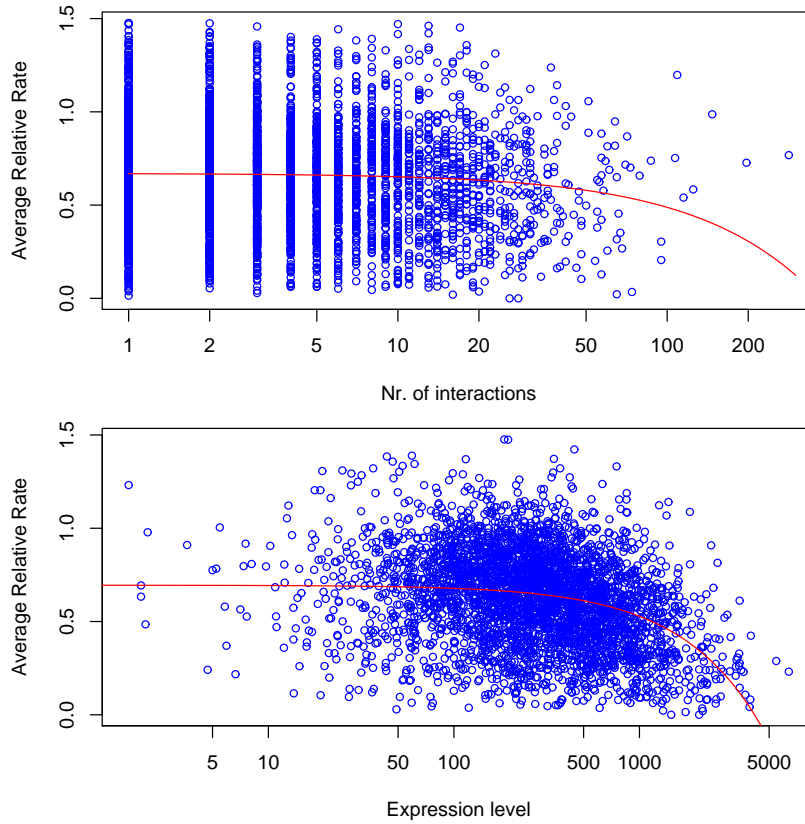 1.5
1.0
0.5
0.0
Average Relative Rate
1 2 5 10 20 50 100 200
Nr. of interactions
1.5
1.0
0.5
0.0
Average Relative Rate
5 10 50 100 500 1000 5000
Expression level